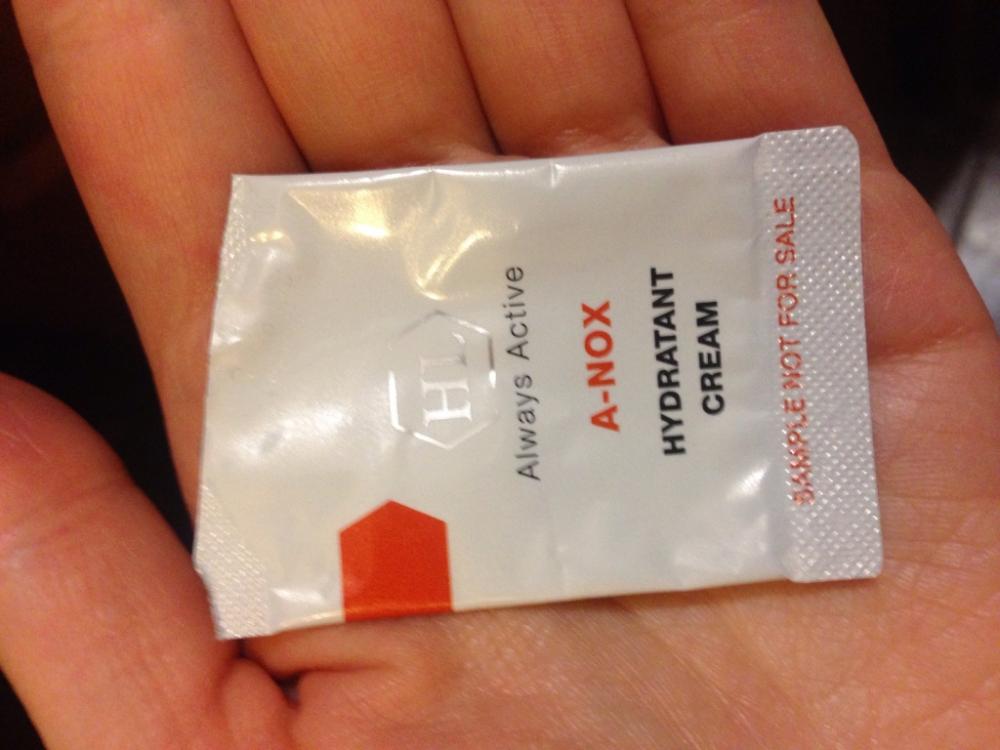 HL
Always Active
A-NOX
HYDRATANT
CREAM
SAMPLE NOT FOR SALE